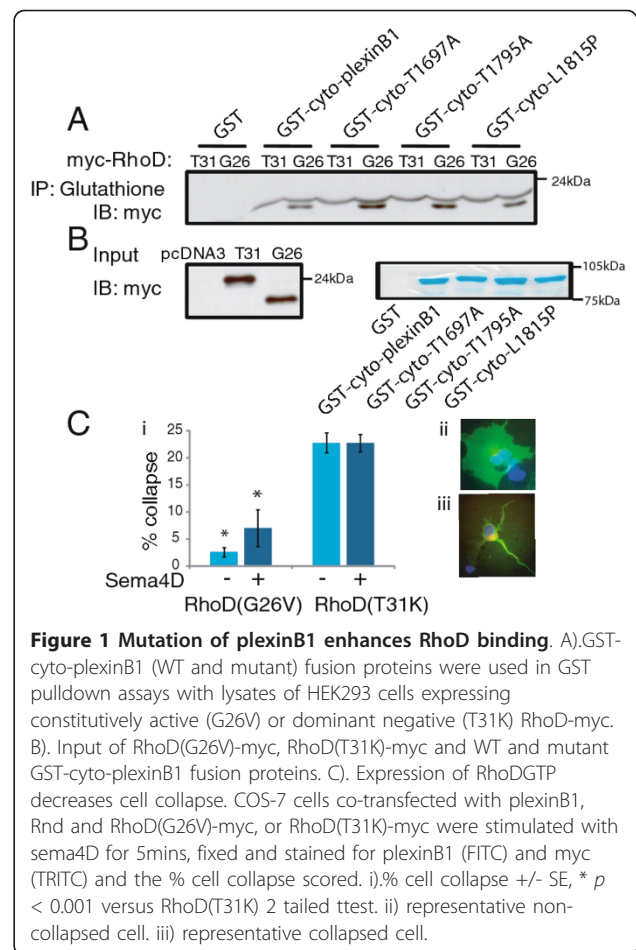 GST
GST-cyto-plexinB1
GST-cyto-T1697A
GST-cyto-T1795A
GST-cyto-L1815P
A
myc-RhoD: T31 G26 T31 G26 T31 G26 T31 G26 T31 G26
IP: Glutathione
IB: myc
24kDa
B
Input pcDNA3 T31 G26
IB: myc
24kDa
105kDa
75kDa
GST
GST-cyto-plexinB1
GST-cyto-T1697A
GST-cyto-T1795A
GST-cyto-L1815P
C
i
% collapse
25
20
15
10
5
0
* *
Sema4D - + - +
RhoD(G26V) RhoD(T31K)
ii
iii
Figure 1 Mutation of plexinB1 enhances RhoD binding. A).GST-
cyto-plexinB1 (WT and mutant) fusion proteins were used in GST
pulldown assays with lysates of HEK293 cells expressing
constitutively active (G26V) or dominant negative (T31K) RhoD-myc.
B). Input of RhoD(G26V)-myc, RhoD(T31K)-myc and WT and mutant
GST-cyto-plexinB1 fusion proteins. C). Expression of RhoDGTP
decreases cell collapse. COS-7 cells co-transfected with plexinB1,
Rnd and RhoD(G26V)-myc, or RhoD(T31K)-myc were stimulated with
sema4D for 5mins, fixed and stained for plexinB1 (FITC) and myc
(TRITC) and the % cell collapse scored. i).% cell collapse +/- SE, * p
< 0.001 versus RhoD(T31K) 2 tailed ttest. ii) representative non-
collapsed cell. iii) representative collapsed cell.